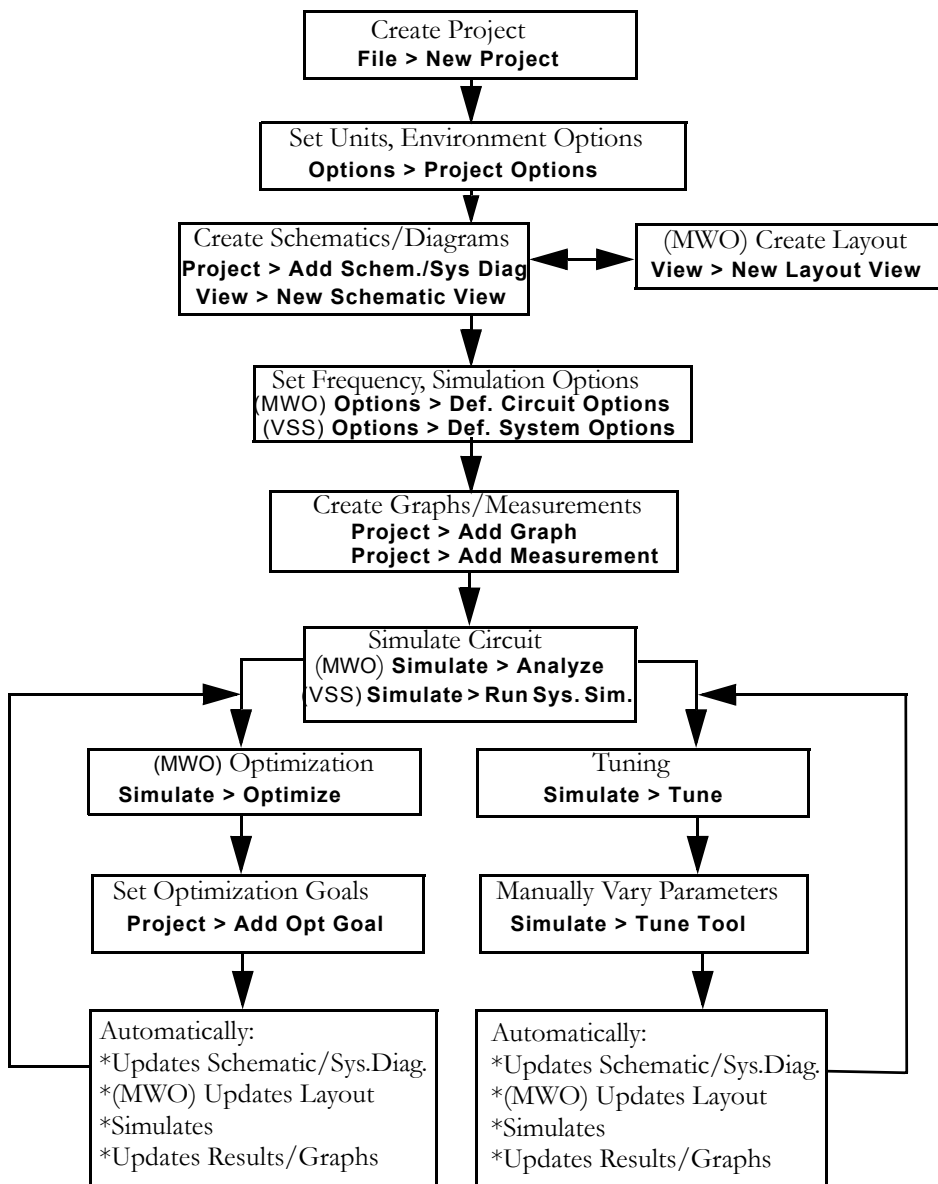 Create Project
File > New Project
Set Units, Environment Options
Options > Project Options
Create Schematics/Diagrams
Project > Add Schem./Sys Diag
View > New Schematic View
(MWO) Create Layout
View > New Layout View
Set Frequency, Simulation Options
(MWO) Options > Def. Circuit Options
(VSS) Options > Def. System Options
Create Graphs/Measurements
Project > Add Graph
Project > Add Measurement
Simulate Circuit
(MWO) Simulate > Analyze
(VSS) Simulate > Run Sys. Sim.
(MWO) Optimization
Simulate > Optimize
Tuning
Simulate > Tune
Set Optimization Goals
Project > Add Opt Goal
Manually Vary Parameters
Simulate > Tune Tool
Automatically:
*Updates Schematic/Sys.Diag.
*(MWO) Updates Layout
*Simulates
*Updates Results/Graphs
Automatically:
*Updates Schematic/Sys.Diag.
*(MWO) Updates Layout
*Simulates
*Updates Results/Graphs